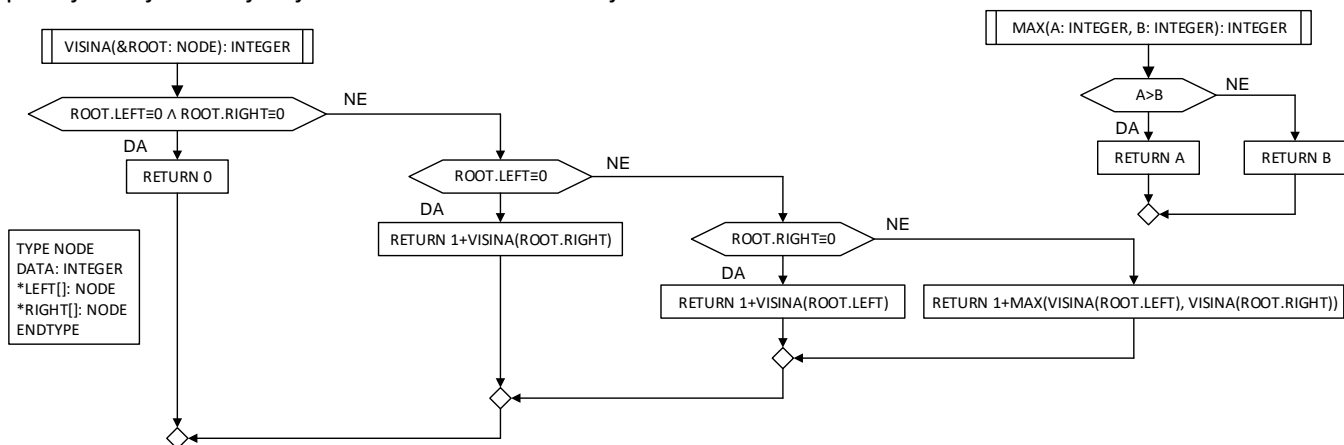 VISINA(&ROOT: NODE): INTEGER
MAX(A: INTEGER, B: INTEGER): INTEGER
ROOT.LEFT≡0 ∧ ROOT.RIGHT≡0
NE
A>B
NE
DA
RETURN 0
DA
RETURN A
RETURN B
ROOT.LEFT≡0
NE
DA
RETURN 1+VISINA(ROOT.RIGHT)
ROOT.RIGHT≡0
NE
DA
RETURN 1+VISINA(ROOT.LEFT)
RETURN 1+MAX(VISINA(ROOT.LEFT), VISINA(ROOT.RIGHT))
TYPE NODE
DATA: INTEGER
*LEFT[]: NODE
*RIGHT[]: NODE
ENDTYPE